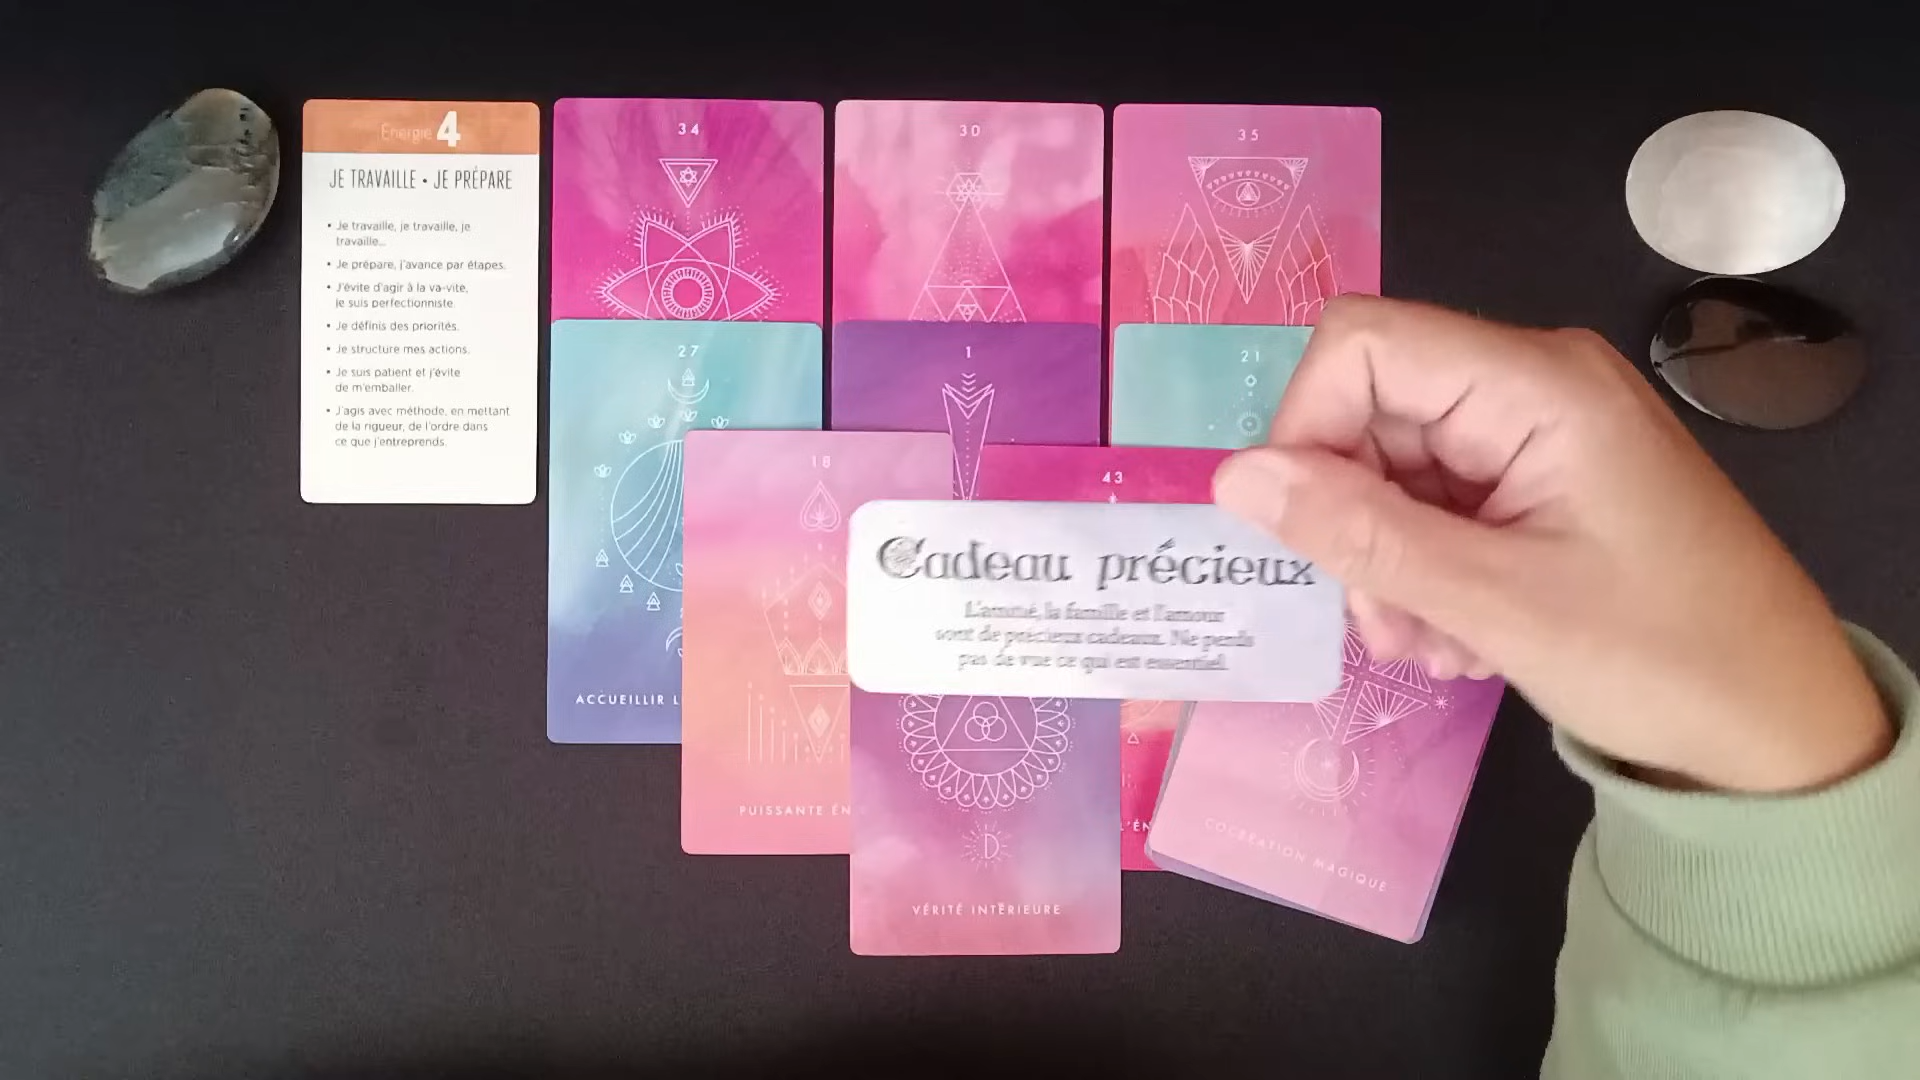 Énergie 4
JE TRAVAILLE • JE PRÉPARE
• Je travaille, je travaille, je
travaille...
• Je prépare, j'avance par étapes.
• J'évite d'agir à la va-vite,
je suis perfectionniste.
• Je définis des priorités.
• Je structure mes actions.
• Je suis patient et j'évite
de m'emballer.
• J'agis avec méthode, en mettant
de la rigueur, de l'ordre dans
ce que j'entreprends.
34
30
35
27
1
21
18
43
Cadeau précieux
L'amitié, la famille et l'amour
sont de précieux cadeaux. Ne perds
pas de vue ce qui est essentiel.
ACCUEILLIR L
PUISSANTE ÉN
L'ÉN
COCRÉATION MAGIQUE
VÉRITÉ INTÉRIEURE